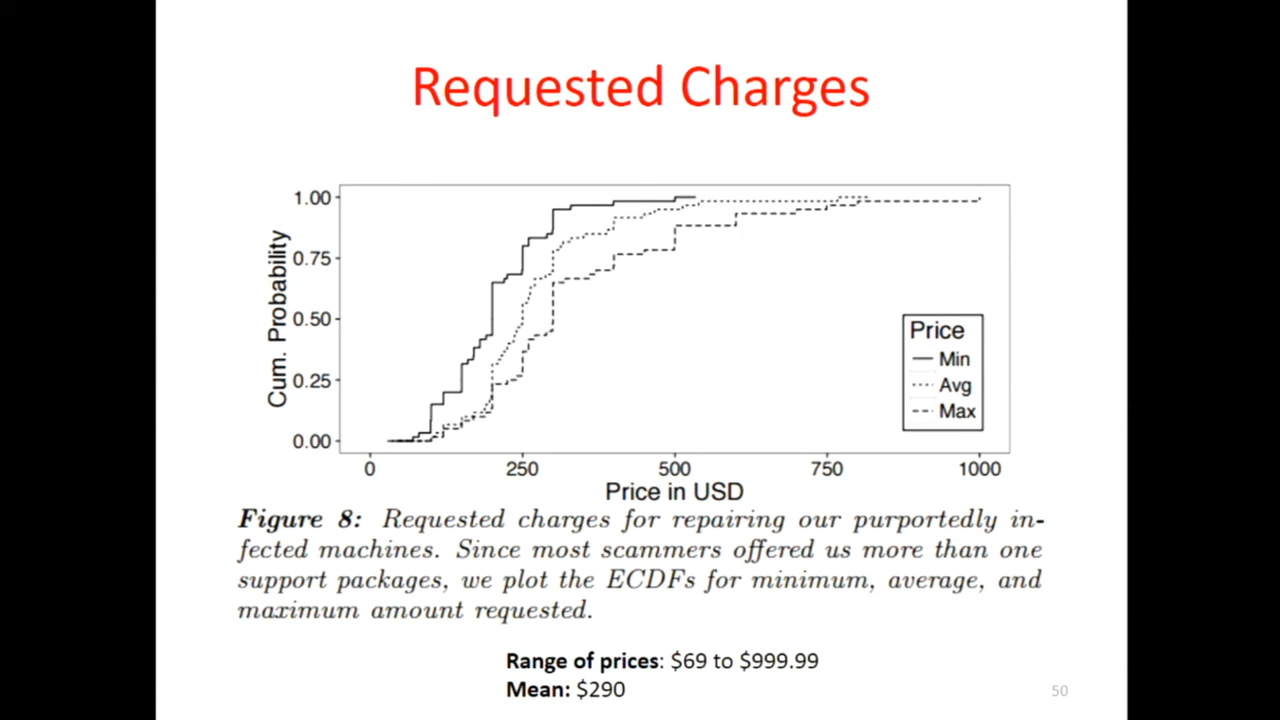 Requested Charges
1.00
0.75
0.50
0.25
0.00
Cum. Probability
Price
Min
Avg
Max
0 250 500 750 1000
Price in USD
Figure 8: Requested charges for repairing our purportedly in-
fected machines. Since most scammers offered us more than one
support packages, we plot the ECDFs for minimum, average, and
maximum amount requested.
Range of prices: $69 to $999.99
Mean: $290
50